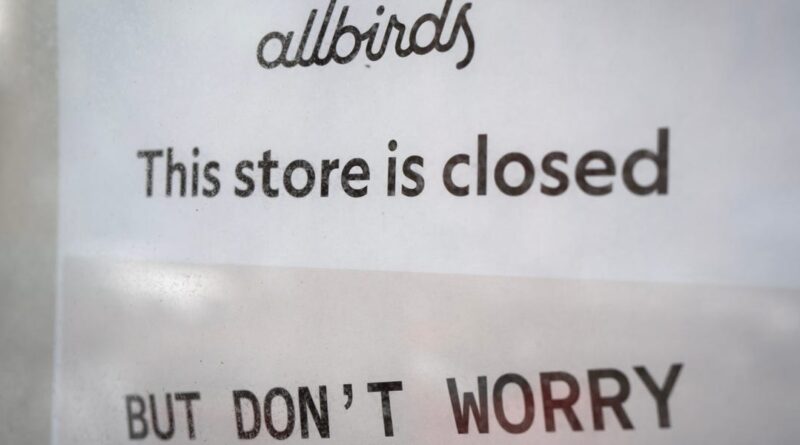 allbirds
This store is closed
BUT DON'T WORRY